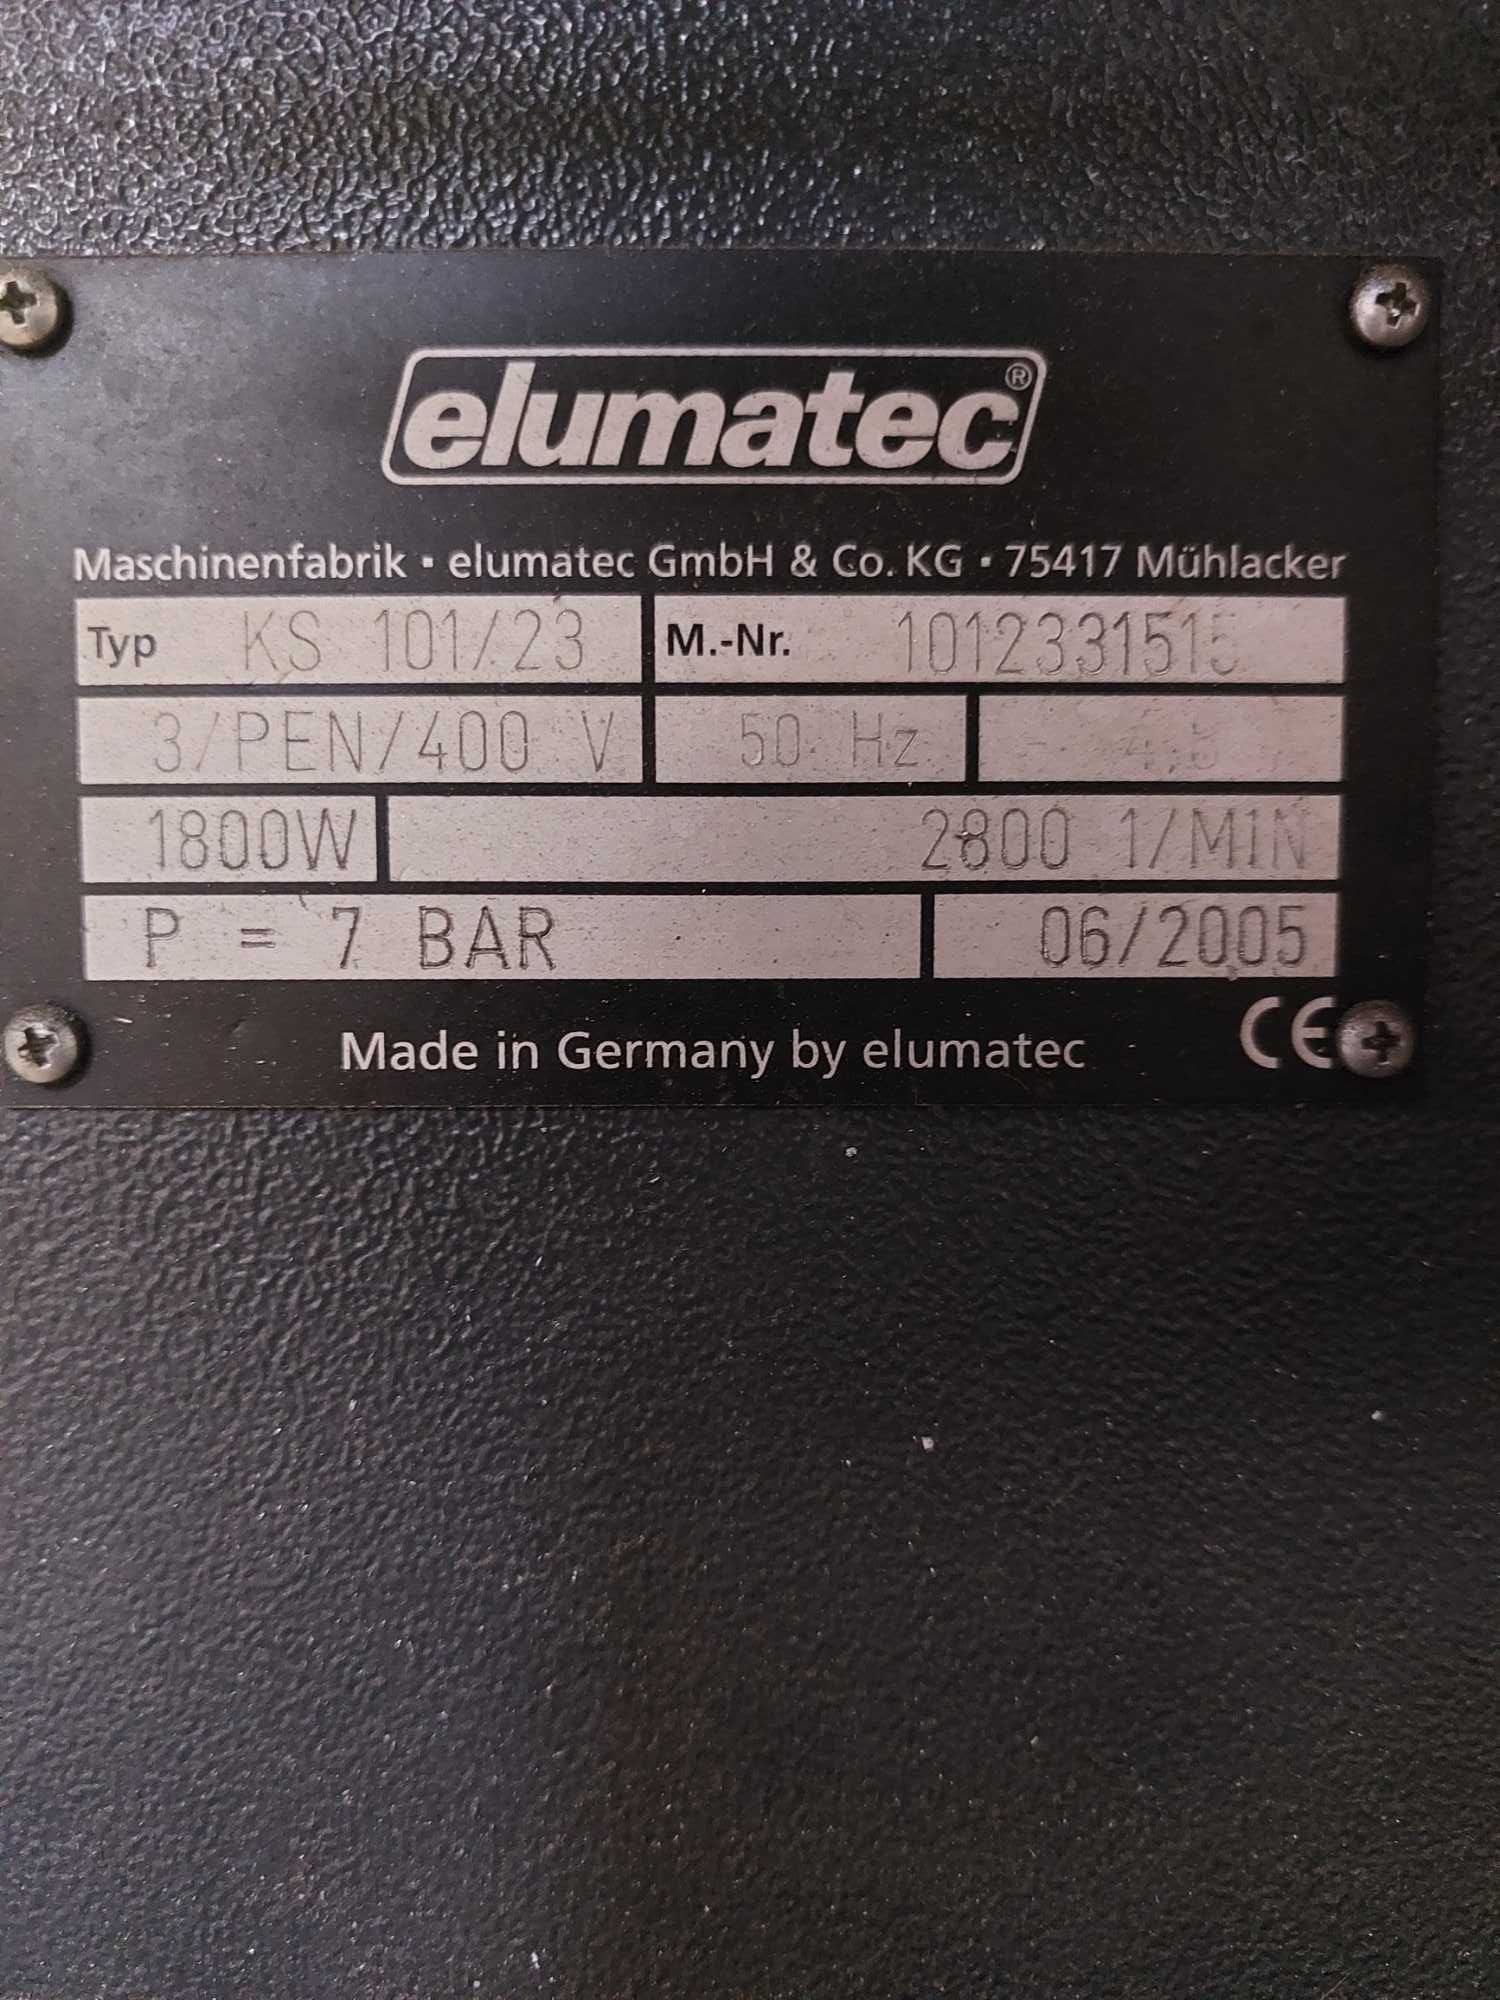 elumatec®
Maschinenfabrik · elumatec GmbH & Co. KG · 75417 Mühlacker
Typ KS 101/23 M.-Nr. 1012331515
3/PEN/400 V 50 Hz
1800W 2800 1/MIN
P = 7 BAR 06/2005
Made in Germany by elumatec CE